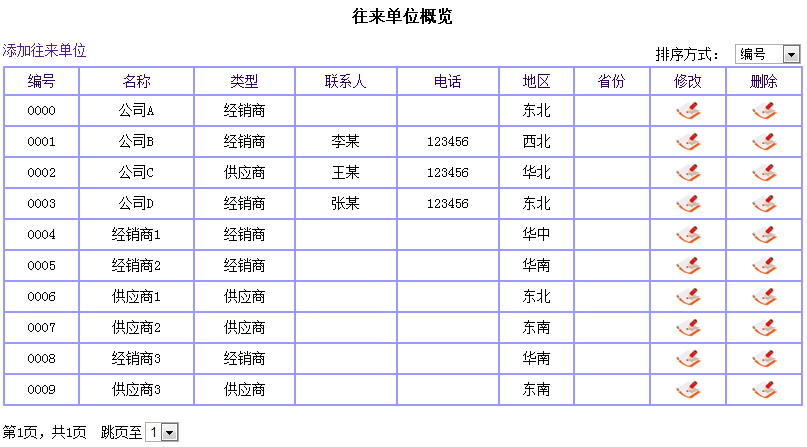 往来单位概览
添加往来单位 排序方式: 编号
编号 名称 类型 联系人 电话 地区 省份 修改 删除
0000 公司A 经销商 东北
0001 公司B 经销商 李某 123456 西北
0002 公司C 供应商 王某 123456 华北
0003 公司D 经销商 张某 123456 东北
0004 经销商1 经销商 华中
0005 经销商2 经销商 华南
0006 供应商1 供应商 东北
0007 供应商2 供应商 东南
0008 经销商3 经销商 华南
0009 供应商3 供应商 东南
第1页，共1页 跳页至 1